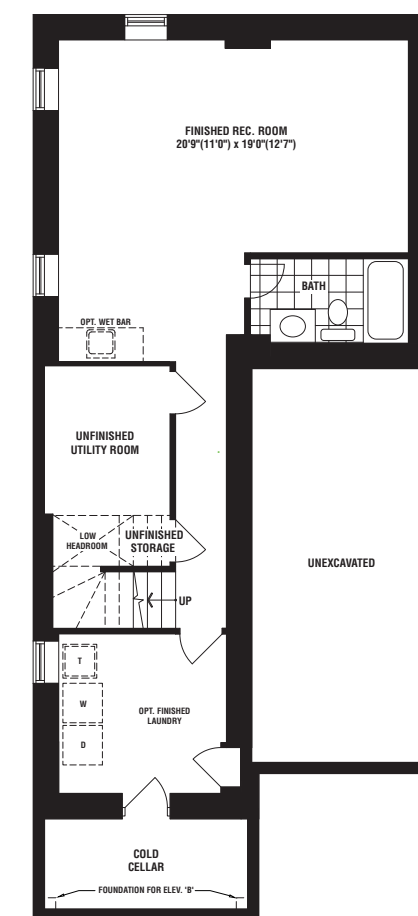 FINISHED REC. ROOM
20'9"(11'0") x 19'0"(12'7")
BATH
OPT. WET BAR
UNFINISHED
UTILITY ROOM
LOW
HEADROOM
UNFINISHED
STORAGE
UNEXCAVATED
UP
T
W
D
OPT. FINISHED
LAUNDRY
COLD
CELLAR
FOUNDATION FOR ELEV. 'B'